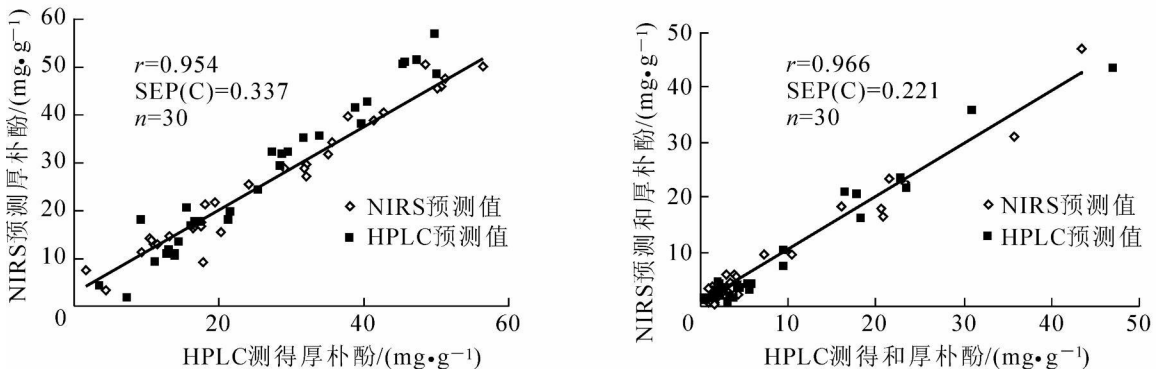 60
50
40
30
20
10
0
20
40
60
NIRS预测厚朴酚/(mg•g⁻¹)
r=0.954
SEP(C)=0.337
n=30
NIRS预测值
HPLC预测值
HPLC测得厚朴酚/(mg•g⁻¹)
50
40
30
20
10
0
10
20
30
40
50
NIRS预测和厚朴酚/(mg•g⁻¹)
r=0.966
SEP(C)=0.221
n=30
NIRS预测值
HPLC预测值
HPLC测得和厚朴酚/(mg•g⁻¹)